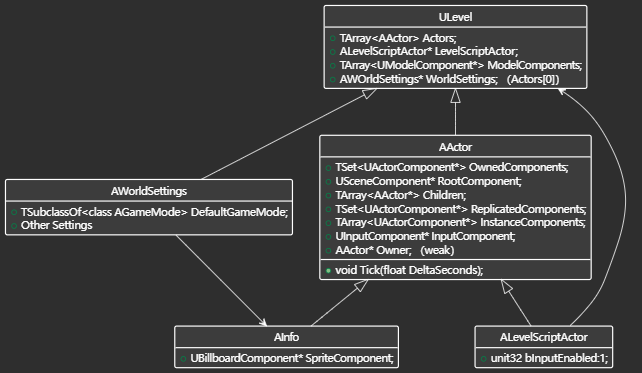 ULevel
TArray<AActor> Actors;
ALevelScriptActor* LevelScriptActor;
TArray<UModelComponent*> ModelComponents;
AWOrldSettings* WorldSettings; (Actors[0])
AActor
TSet<UActorComponent*> OwnedComponents;
USceneComponent* RootComponent;
TArray<AActor*> Children;
TSet<UActorComponent*> ReplicatedComponents;
TArray<UActorComponent*> InstanceComponents;
UInputComponent* InputComponent;
AActor* Owner; (weak)
void Tick(float DeltaSeconds);
AWorldSettings
TSubclassOf<class AGameMode> DefaultGameMode;
Other Settings
AInfo
UBillboardComponent* SpriteComponent;
ALevelScriptActor
unit32 bInputEnabled:1;